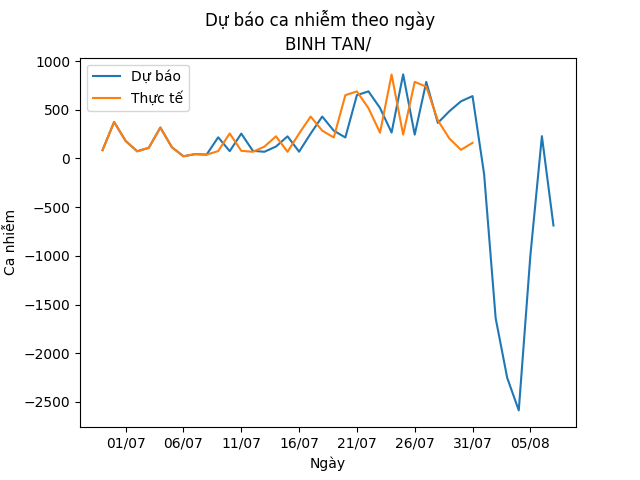 Dự báo ca nhiễm theo ngày
BINH TAN/
Dự báo
Thực tế
Ca nhiễm
1000
500
0
−500
−1000
−1500
−2000
−2500
01/07
06/07
11/07
16/07
21/07
26/07
31/07
05/08
Ngày